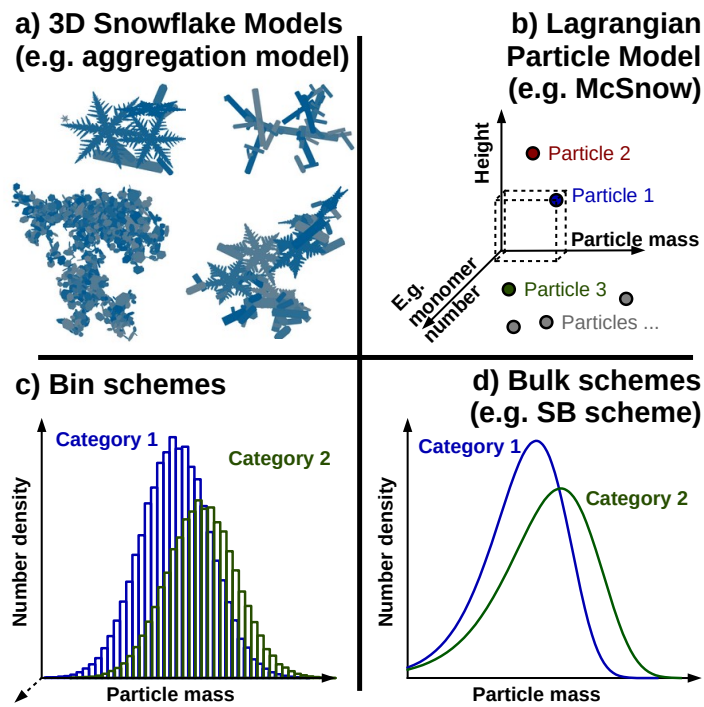 a) 3D Snowflake Models
(e.g. aggregation model)
b) Lagrangian
Particle Model
(e.g. McSnow)
Height
Particle 2
Particle 1
Particle mass
E.g.
monomer
number
Particle 3
Particles ...
c) Bin schemes
Category 1
Category 2
Number density
Particle mass
d) Bulk schemes
(e.g. SB scheme)
Category 1
Category 2
Number density
Particle mass